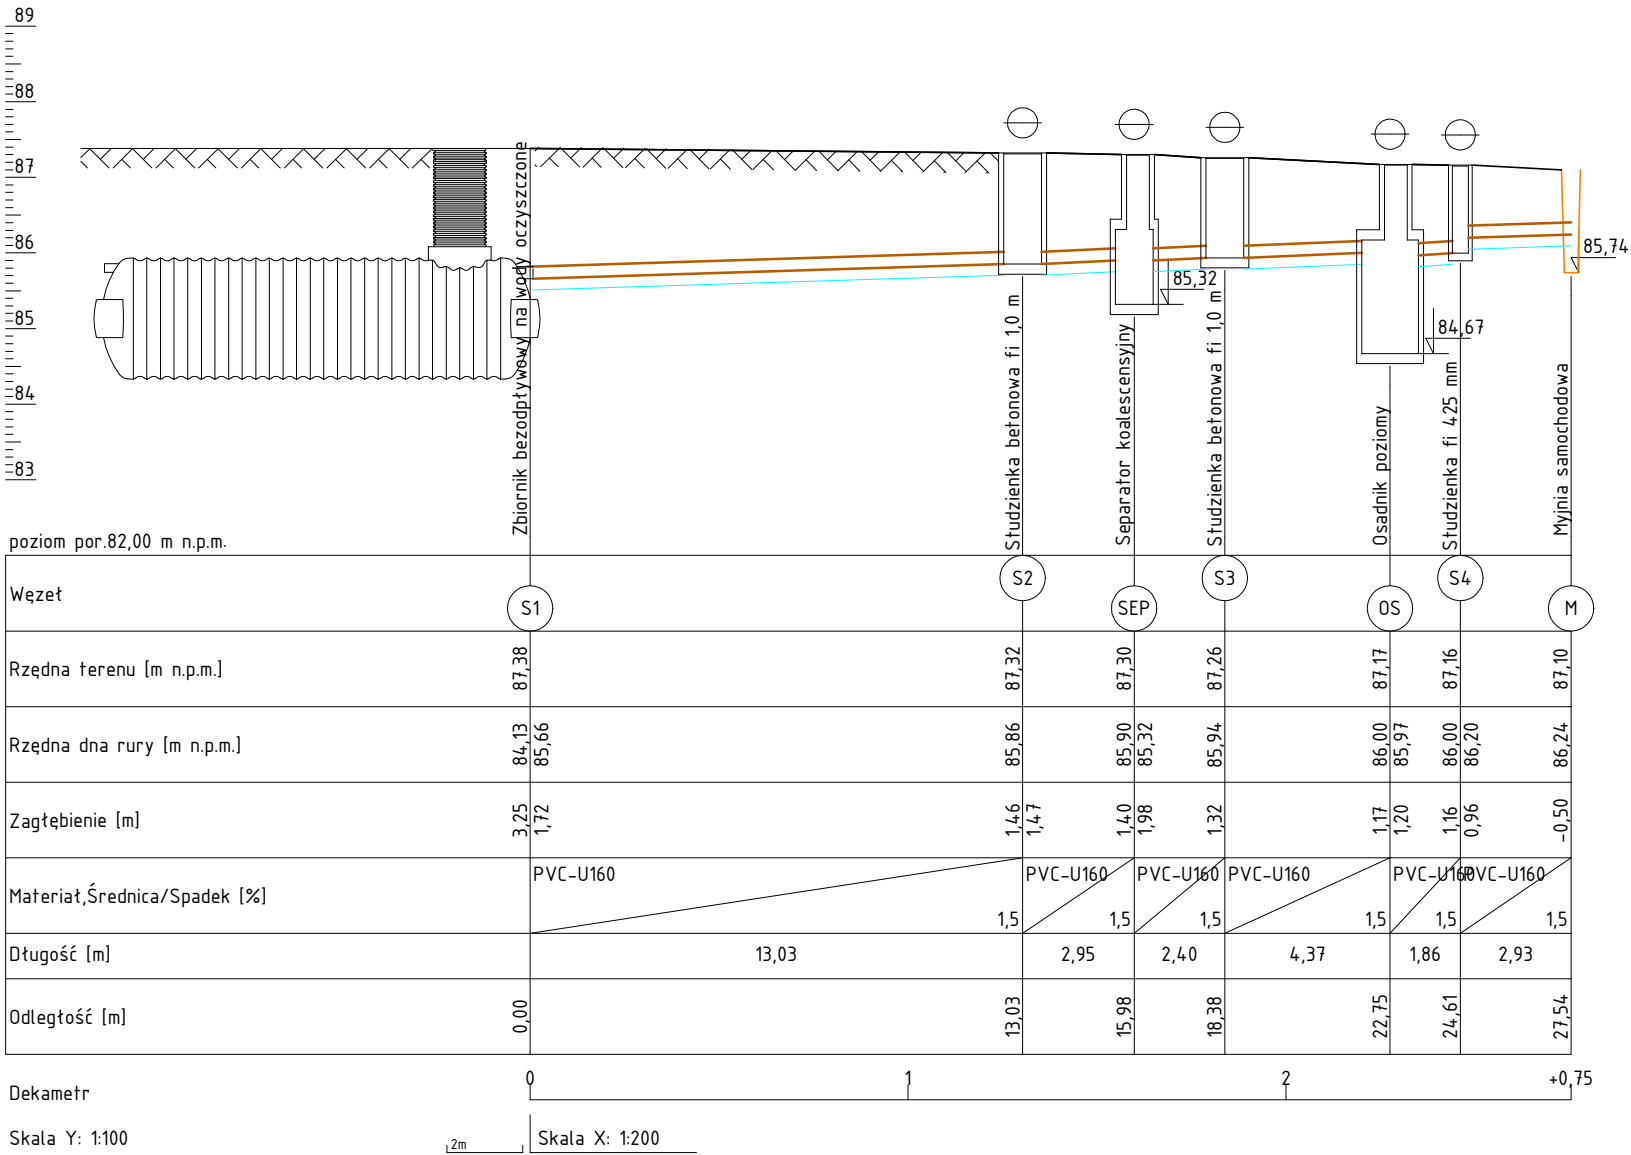 89
88
87
86
85
84
83
85,74
85,32
84,67
Zbiornik bezodpływowy na wody oczyszczone
Studzienka betonowa fi 1,0 m
Separator koalescensyjny
Studzienka betonowa fi 1,0 m
Osadnik poziomy
Studzienka fi 425 mm
Myjnia samochodowa
poziom por.82,00 m n.p.m.
Węzeł
S1 S2 SEP S3 OS S4 M
Rzędna terenu [m n.p.m.]
87,38 87,32 87,30 87,26 87,17 87,16 87,10
Rzędna dna rury [m n.p.m.]
84,13 85,66 85,86 85,90 85,32 85,94 86,00 85,97 86,00 86,20 86,24
Zagłębienie [m]
3,25 1,72 1,46 1,47 1,40 1,98 1,32 1,17 1,20 1,16 0,96 -0,50
Materiał,Średnica/Spadek [%]
PVC-U160 PVC-U160 PVC-U160 PVC-U160 PVC-U160 PVC-U160
1,5 1,5 1,5 1,5 1,5 1,5
Długość [m]
13,03 2,95 2,40 4,37 1,86 2,93
Odległość [m]
0,00 13,03 15,98 18,38 22,75 24,61 27,54
Dekametr
0 1 2 +0,75
Skala Y: 1:100
2m
Skala X: 1:200